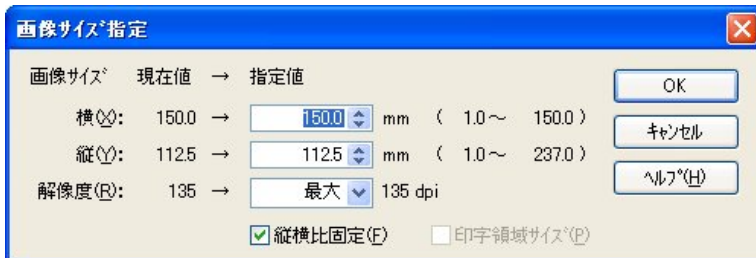 画像サイズ指定
画像サイズ 現在値 → 指定値
横(X): 150.0 → 150.0 mm ( 1.0～ 150.0 )
縦(Y): 112.5 → 112.5 mm ( 1.0～ 237.0 )
解像度(R): 135 → 最大 135 dpi
縦横比固定(F) 印字領域サイズ(P)
OK
キャンセル
ヘルプ(H)